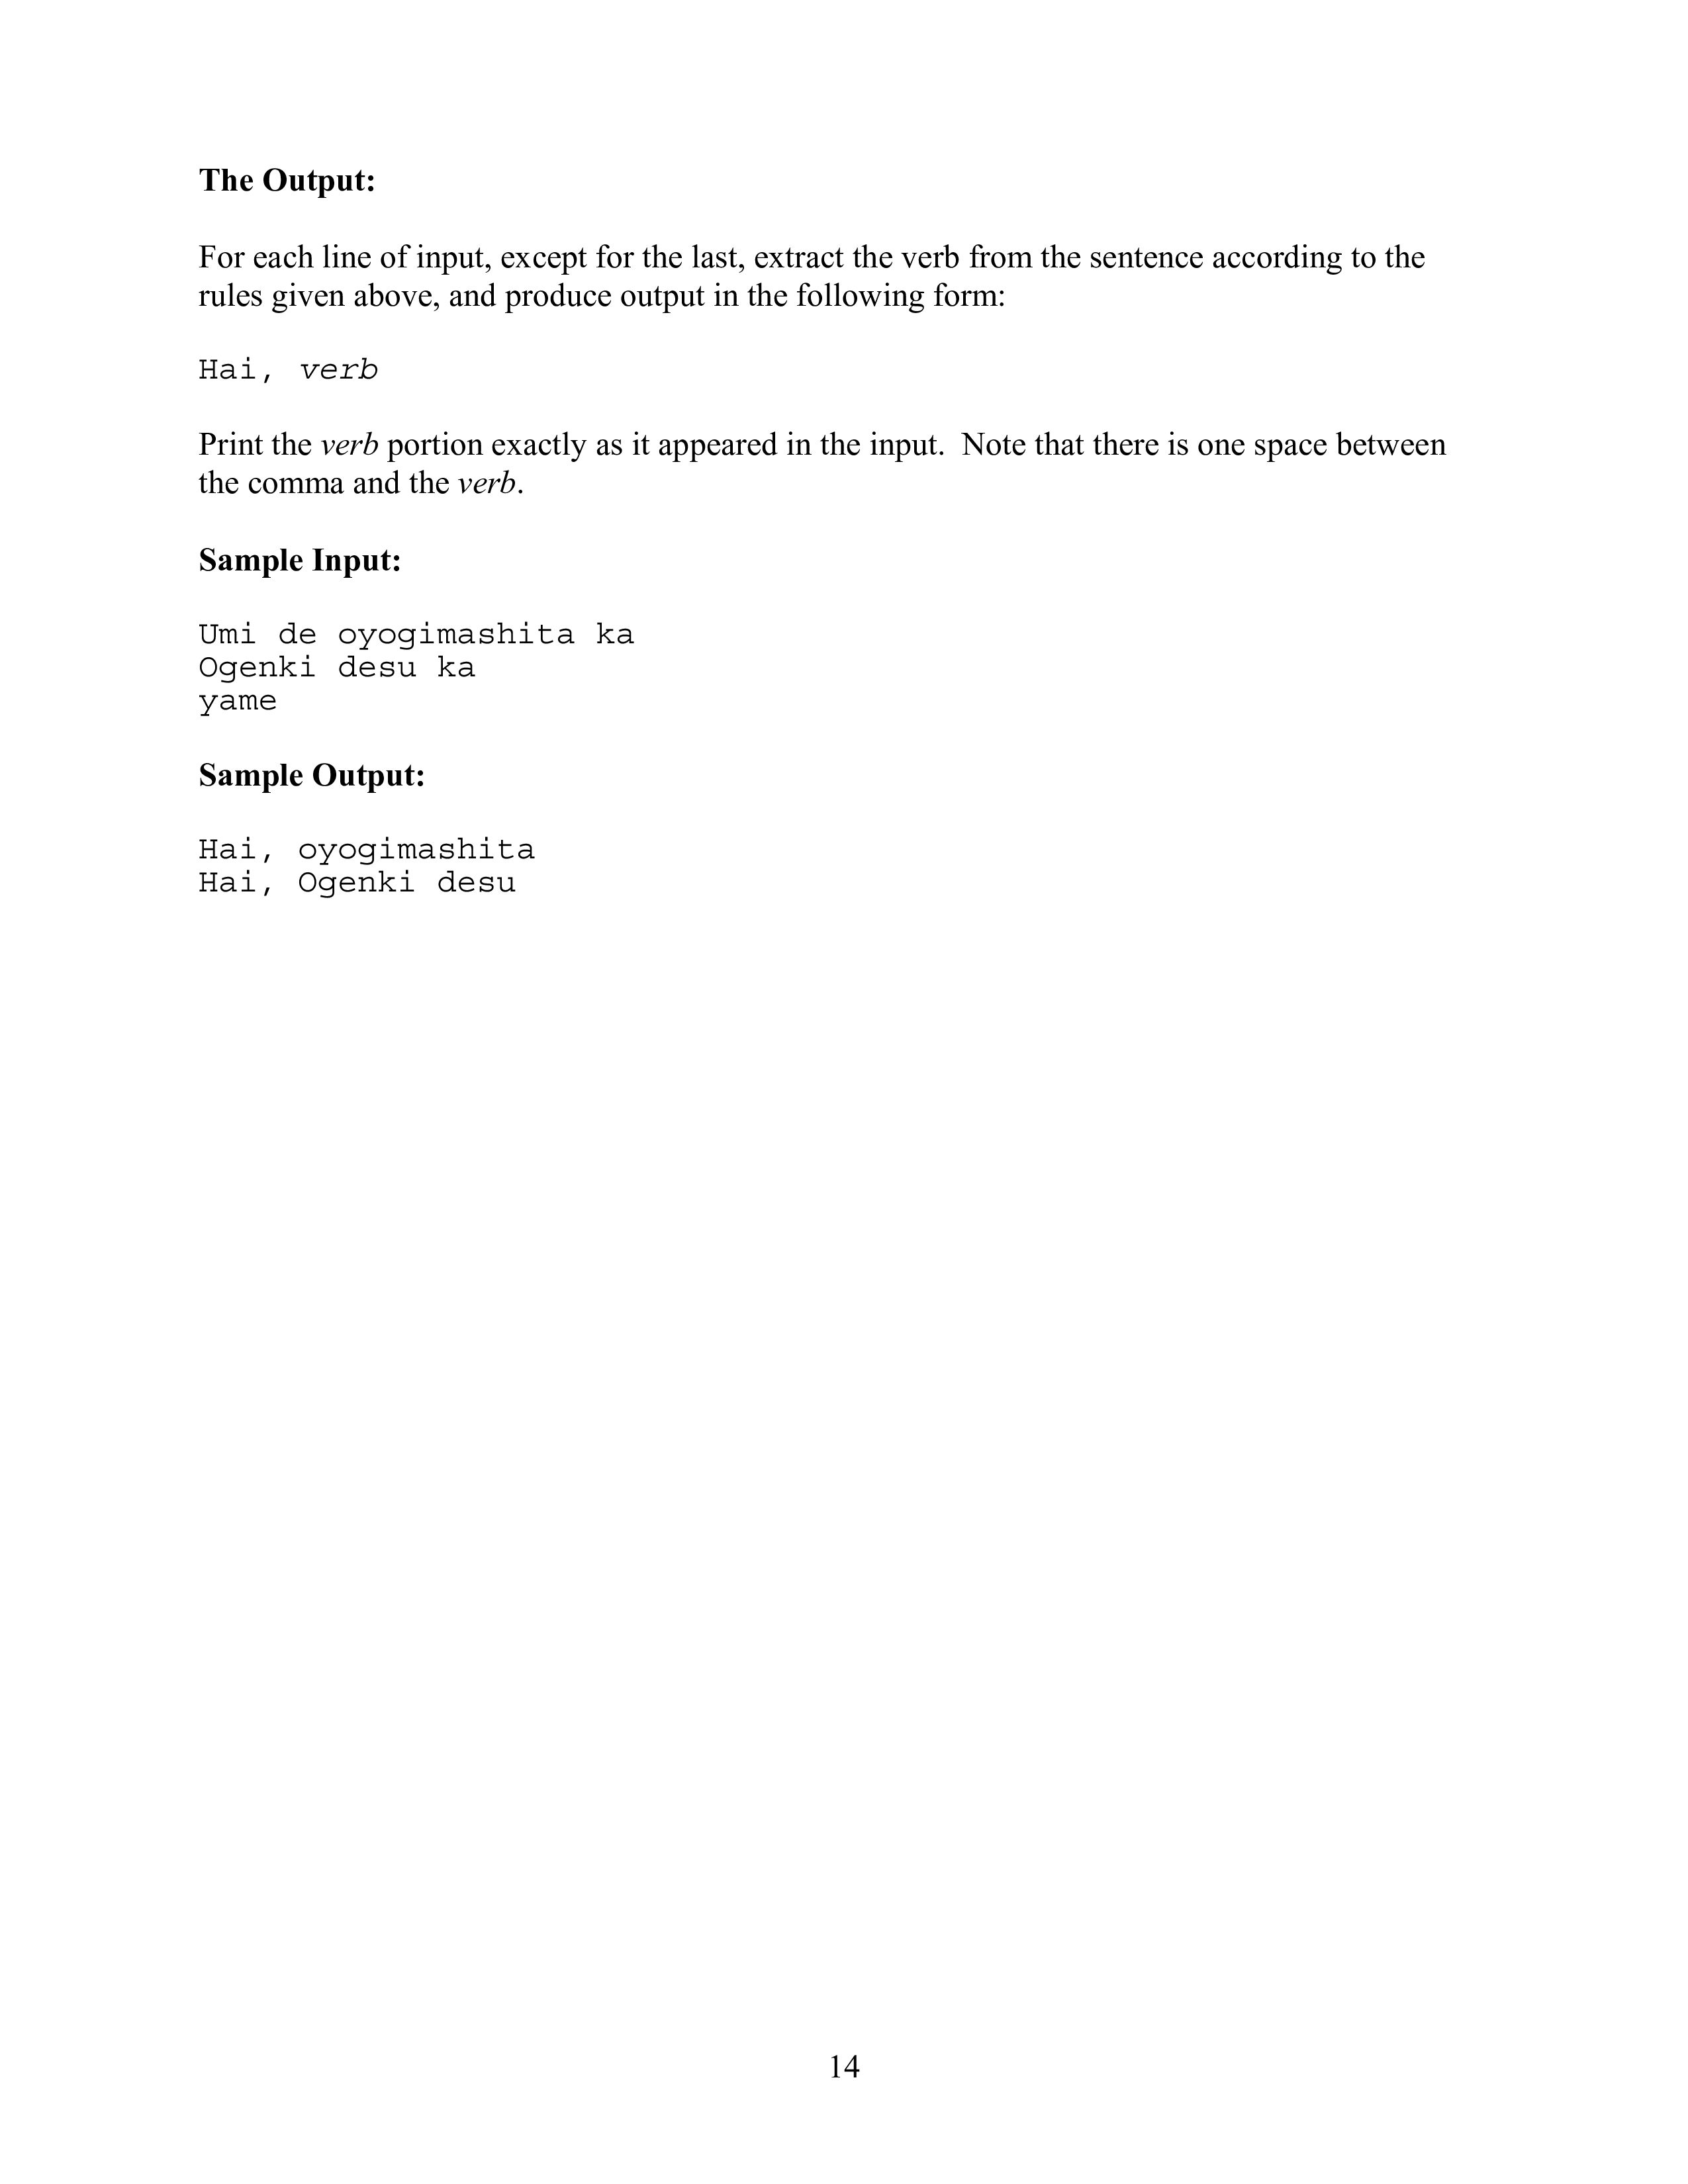 The Output:
For each line of input, except for the last, extract the verb from the sentence according to the
rules given above, and produce output in the following form:
Hai, verb
Print the verb portion exactly as it appeared in the input.  Note that there is one space between
the comma and the verb.
Sample Input:
Umi de oyogimashita ka
Ogenki desu ka
yame
Sample Output:
Hai, oyogimashita
Hai, Ogenki desu
14